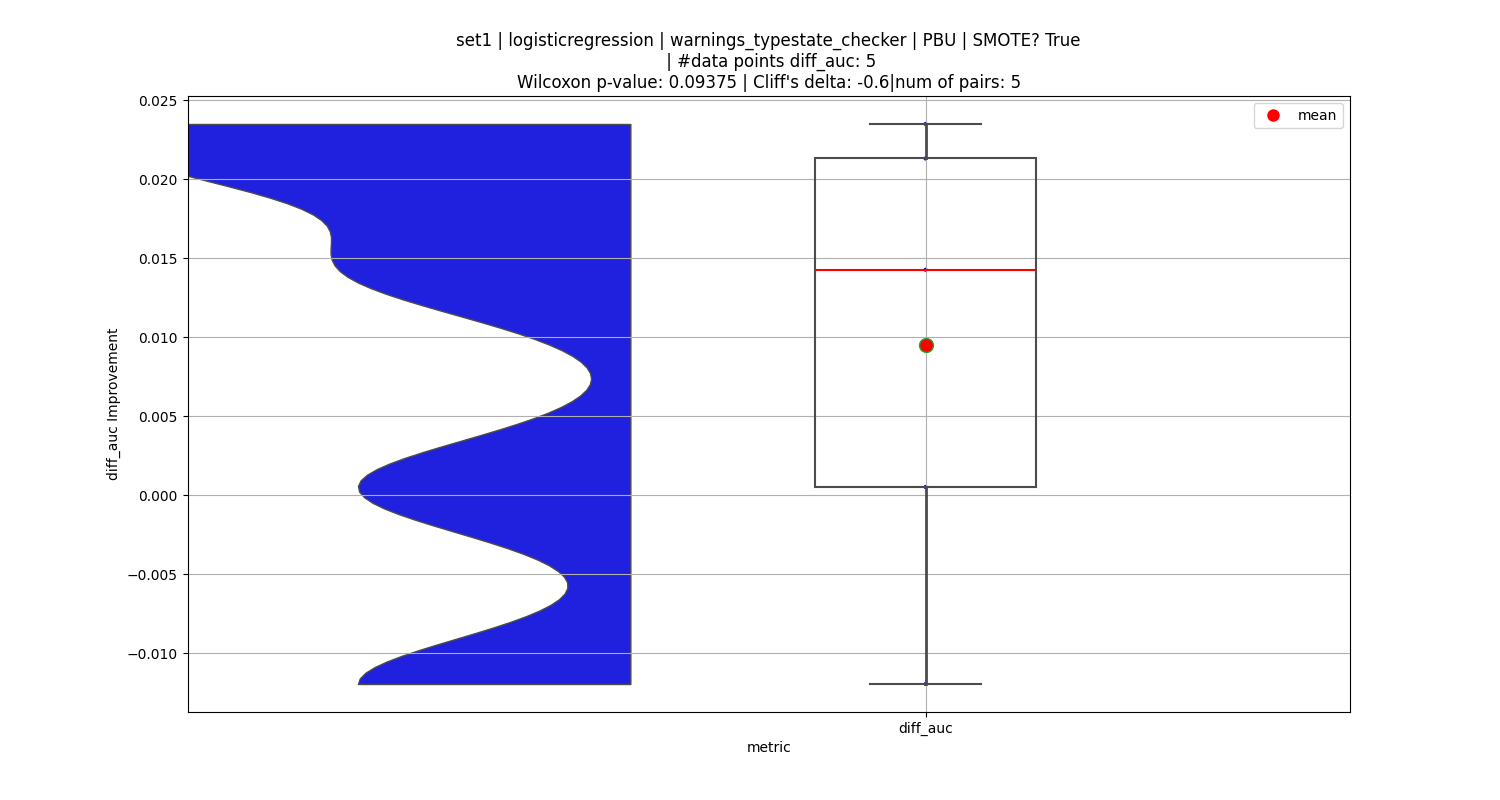 set1 | logisticregression | warnings_typestate_checker | PBU | SMOTE? True
| #data points diff_auc: 5
Wilcoxon p-value: 0.09375 | Cliff's delta: -0.6|num of pairs: 5
mean
diff_auc Improvement
0.025
0.020
0.015
0.010
0.005
0.000
−0.005
−0.010
diff_auc
metric